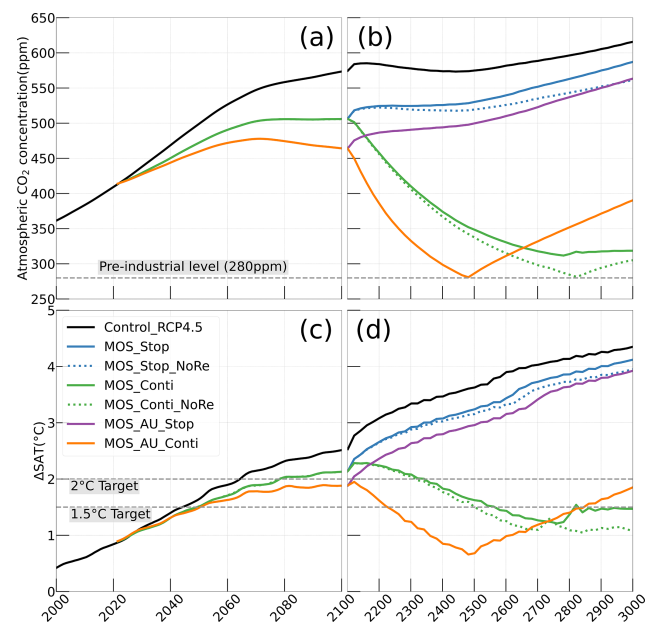 650
600
550
500
450
400
350
300
250
Atmospheric CO₂ concentration(ppm)
(a)
(b)
Pre-industrial level (280ppm)
5
4
3
2
1
0
ΔSAT(°C)
Control_RCP4.5
MOS_Stop
MOS_Stop_NoRe
MOS_Conti
MOS_Conti_NoRe
MOS_AU_Stop
MOS_AU_Conti
(c)
(d)
2°C Target
1.5°C Target
2000
2020
2040
2060
2080
2100
2200
2300
2400
2500
2600
2700
2800
2900
3000